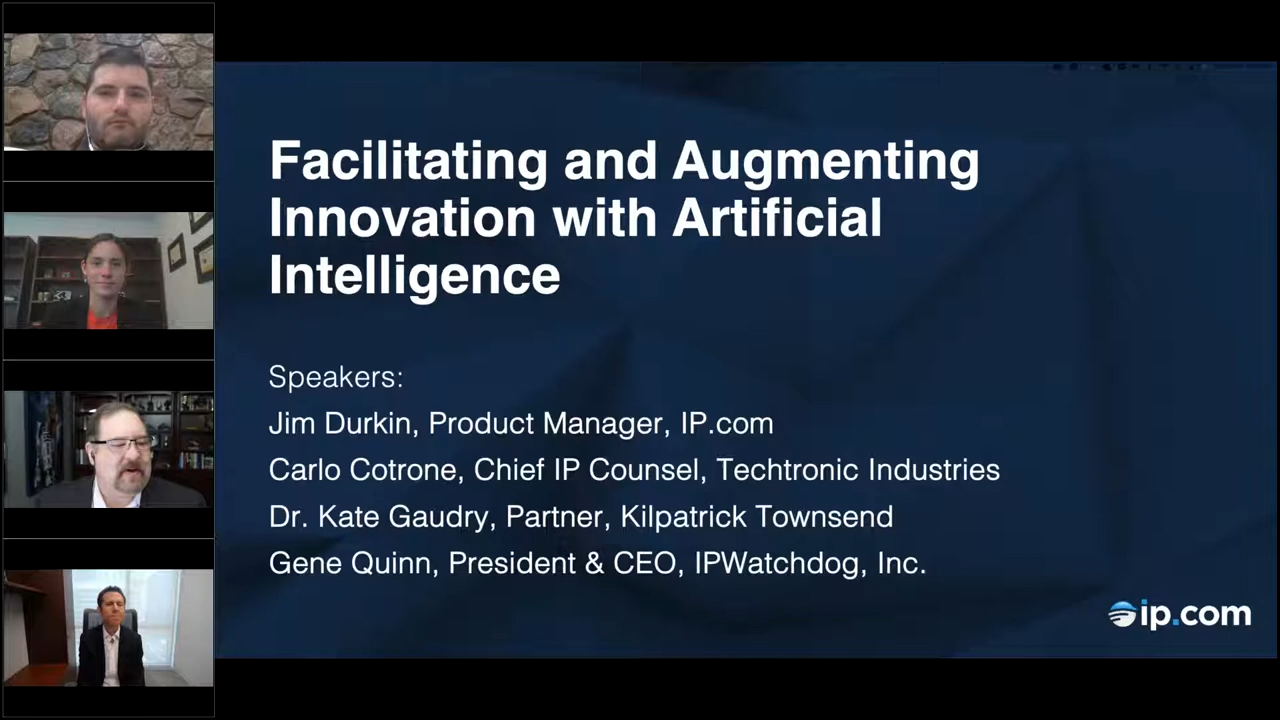 Facilitating and Augmenting
Innovation with Artificial
Intelligence
Speakers:
Jim Durkin, Product Manager, IP.com
Carlo Cotrone, Chief IP Counsel, Techtronic Industries
Dr. Kate Gaudry, Partner, Kilpatrick Townsend
Gene Quinn, President & CEO, IPWatchdog, Inc.
ip.com